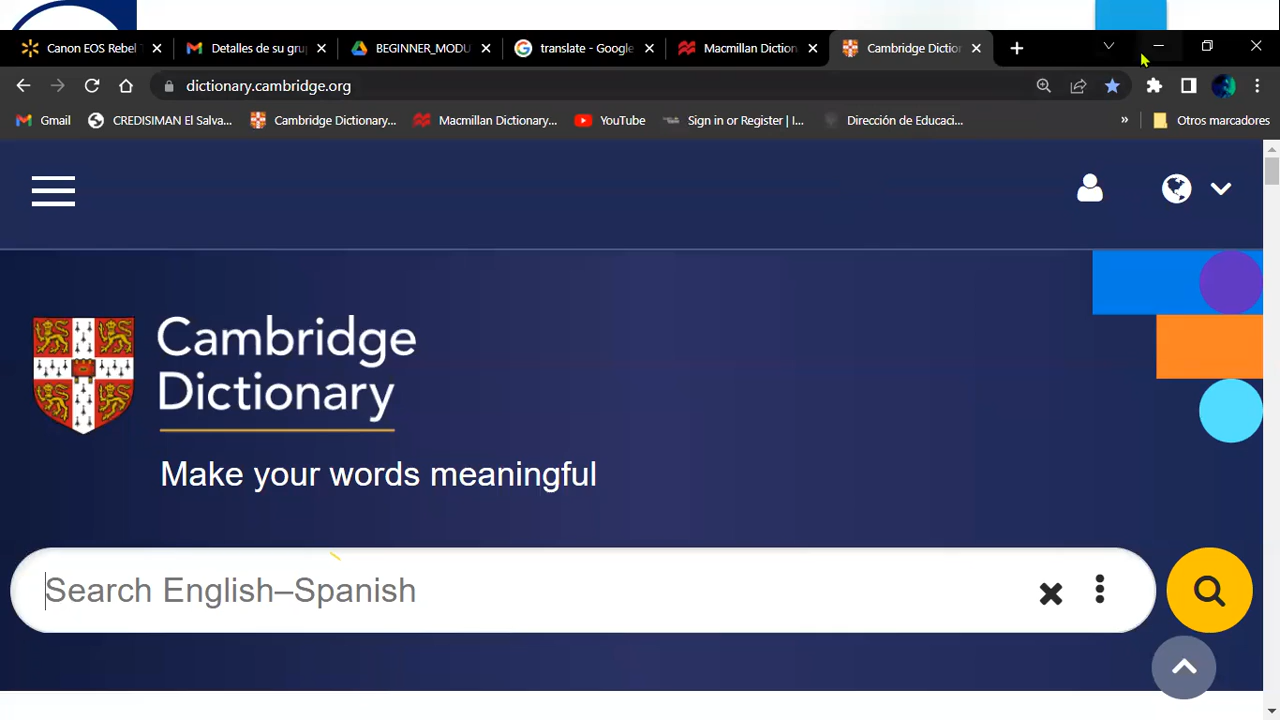 Canon EOS Rebel T
Detalles de su gru
BEGINNER_MODU
translate - Google
Macmillan Diction
Cambridge Dictio
dictionary.cambridge.org
Gmail
CREDISIMAN El Salva...
Cambridge Dictionary...
Macmillan Dictionary...
YouTube
Sign in or Register | I...
Dirección de Educaci...
»
Otros marcadores
Cambridge
Dictionary
Make your words meaningful
Search English–Spanish